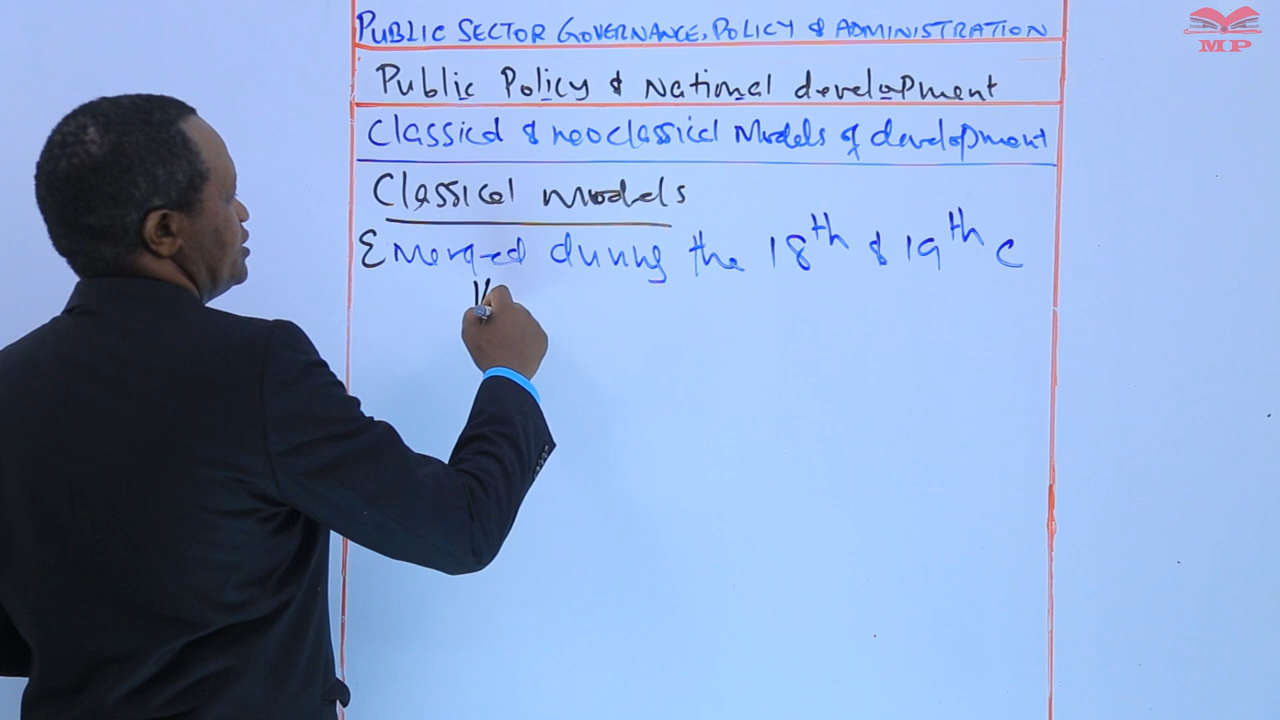 PUBLIC SECTOR GOVERNANCE, POLICY & ADMINISTRATION
MP
Public Policy & National development
Classical & neoclassical Models of development
Classical Models
Emerged during the 18th & 19th C